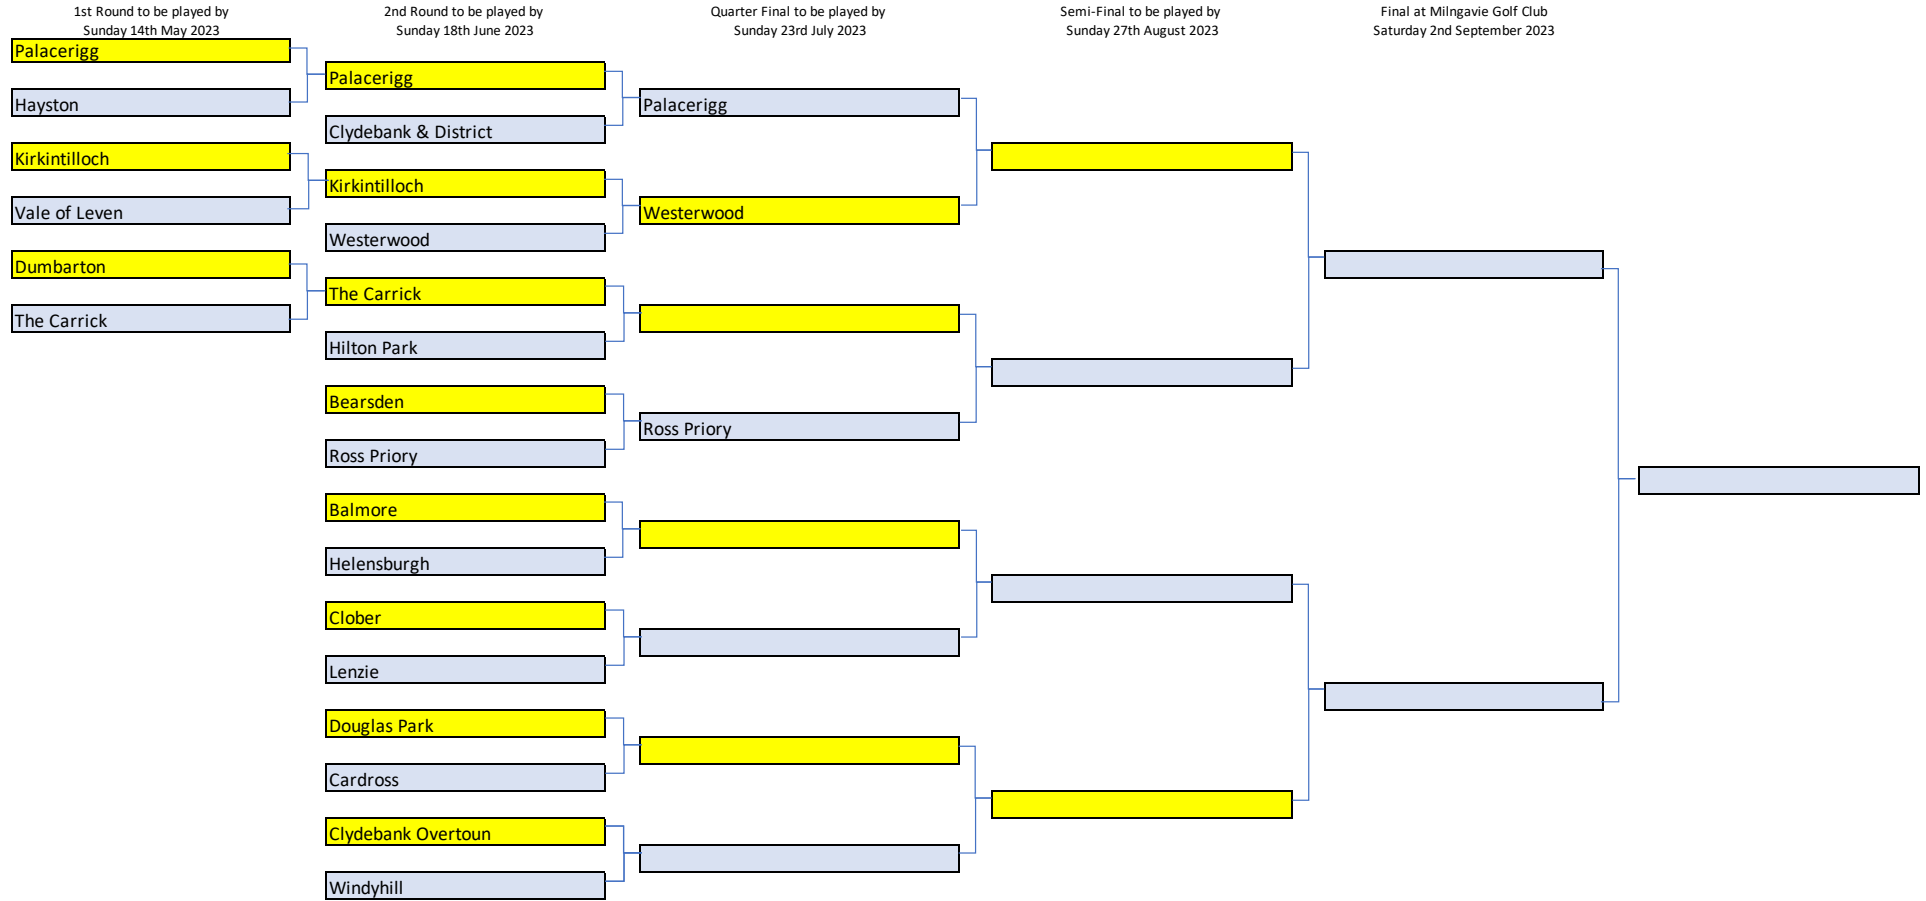 1st Round to be played by
Sunday 14th May 2023
2nd Round to be played by
Sunday 18th June 2023
Quarter Final to be played by
Sunday 23rd July 2023
Semi-Final to be played by
Sunday 27th August 2023
Final at Milngavie Golf Club
Saturday 2nd September 2023
Palacerigg
Hayston
Kirkintilloch
Vale of Leven
Dumbarton
The Carrick
Palacerigg
Clydebank & District
Kirkintilloch
Westerwood
The Carrick
Hilton Park
Bearsden
Ross Priory
Balmore
Helensburgh
Clober
Lenzie
Douglas Park
Cardross
Clydebank Overtoun
Windyhill
Palacerigg
Westerwood
Ross Priory